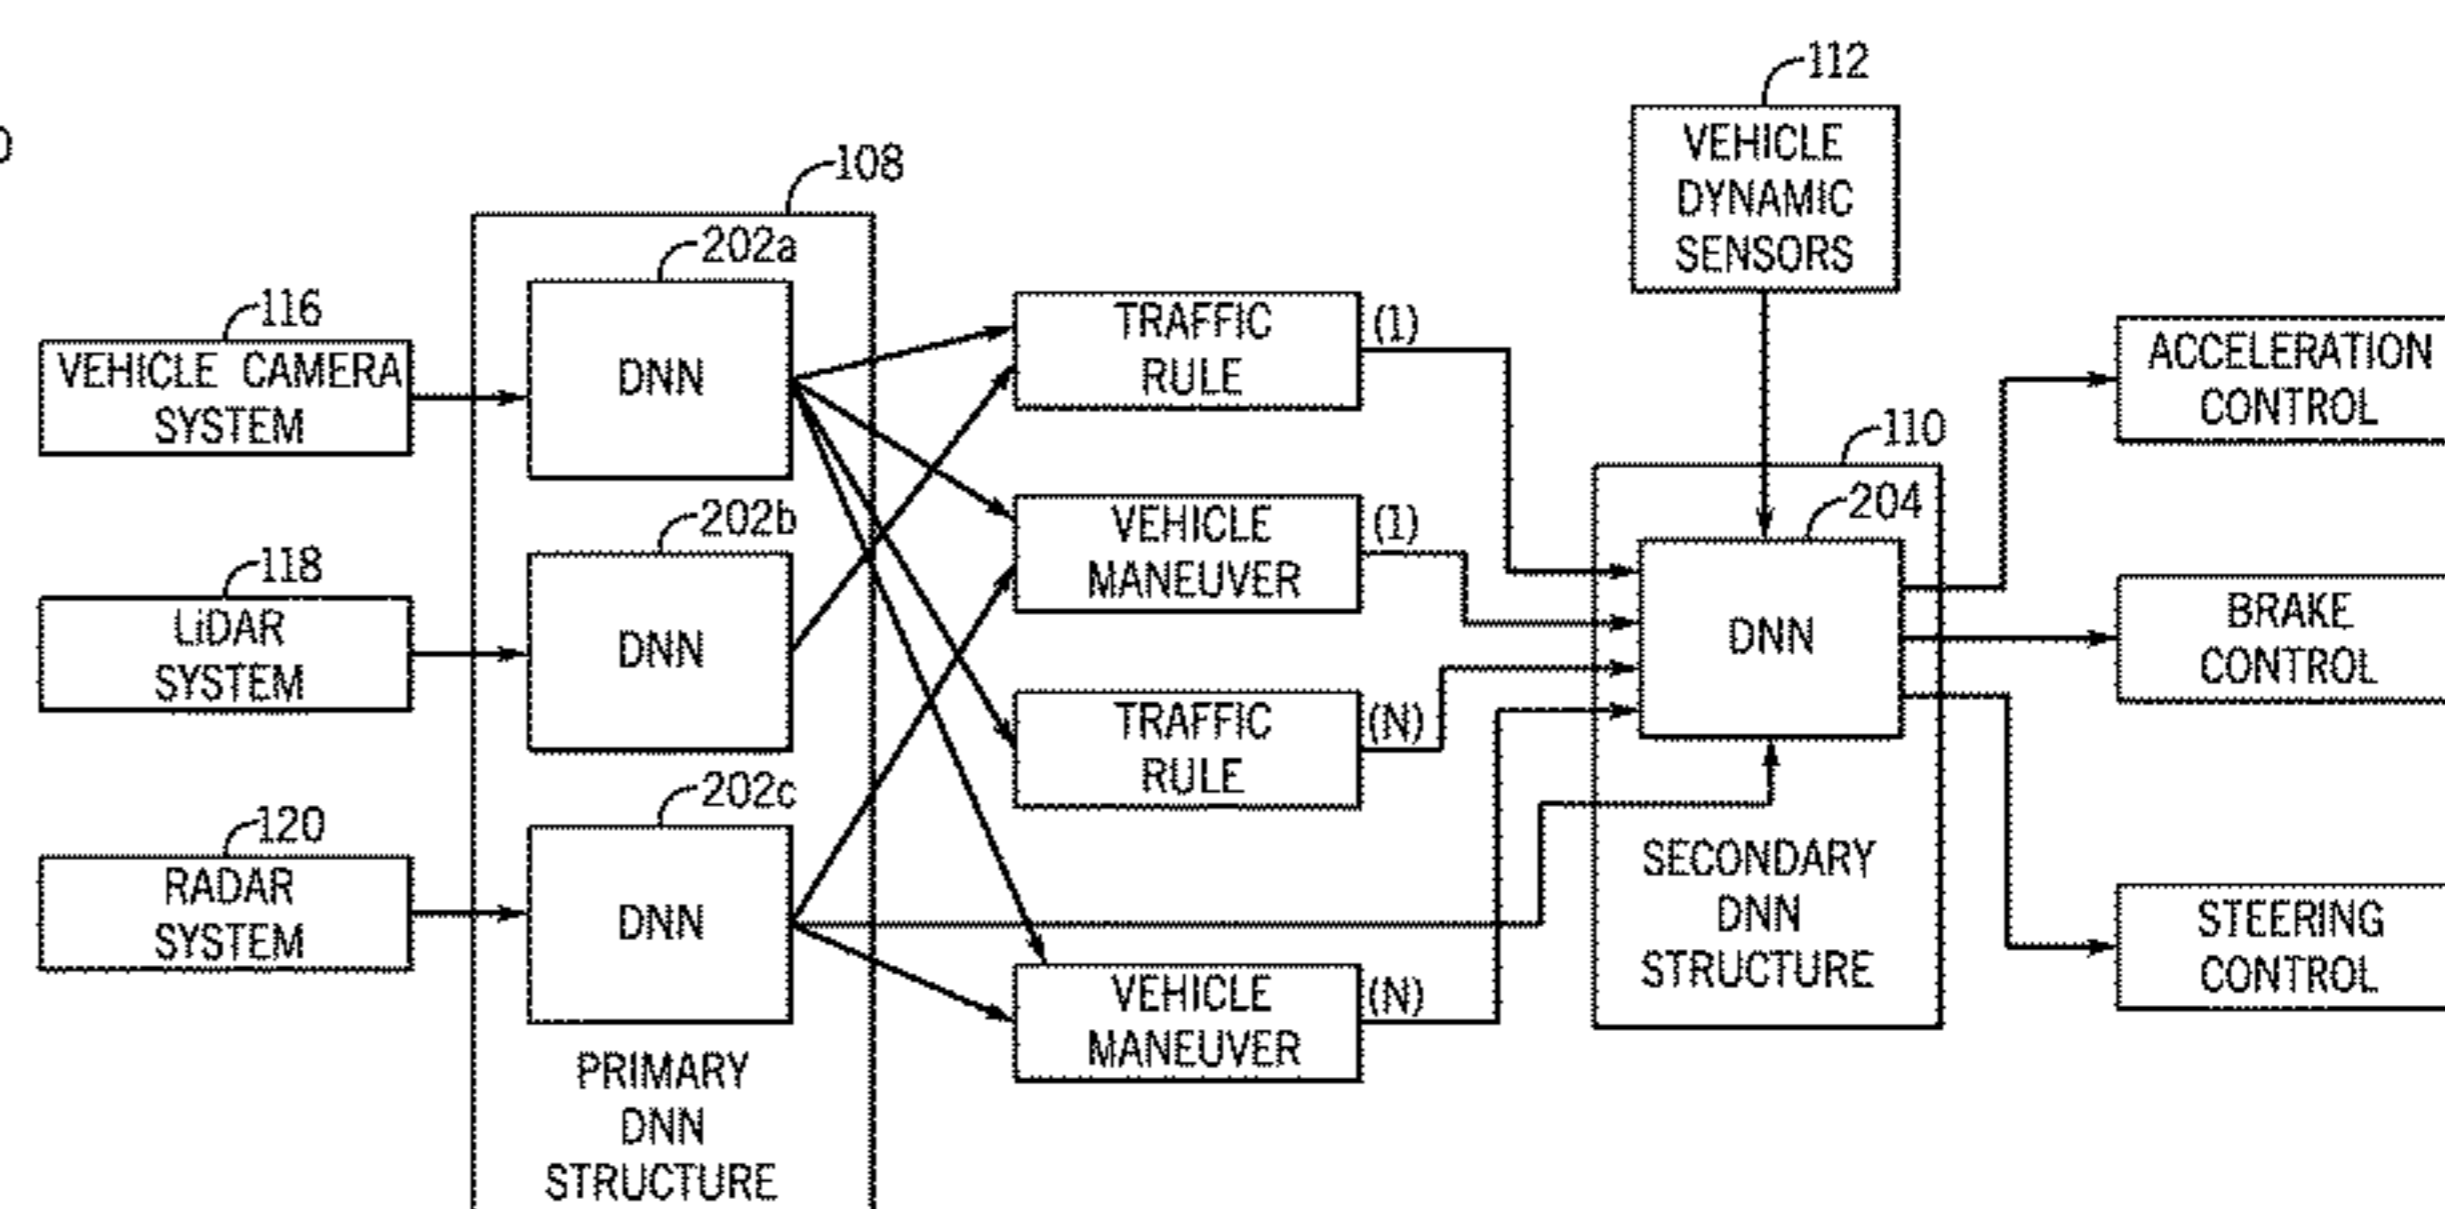 112
VEHICLE
DYNAMIC
SENSORS
108
202a
DNN
116
VEHICLE CAMERA
SYSTEM
202b
DNN
118
LiDAR
SYSTEM
202c
DNN
120
RADAR
SYSTEM
PRIMARY
DNN
STRUCTURE
TRAFFIC
RULE
(1)
VEHICLE
MANEUVER
(1)
TRAFFIC
RULE
(N)
VEHICLE
MANEUVER
(N)
110
204
DNN
SECONDARY
DNN
STRUCTURE
ACCELERATION
CONTROL
BRAKE
CONTROL
STEERING
CONTROL